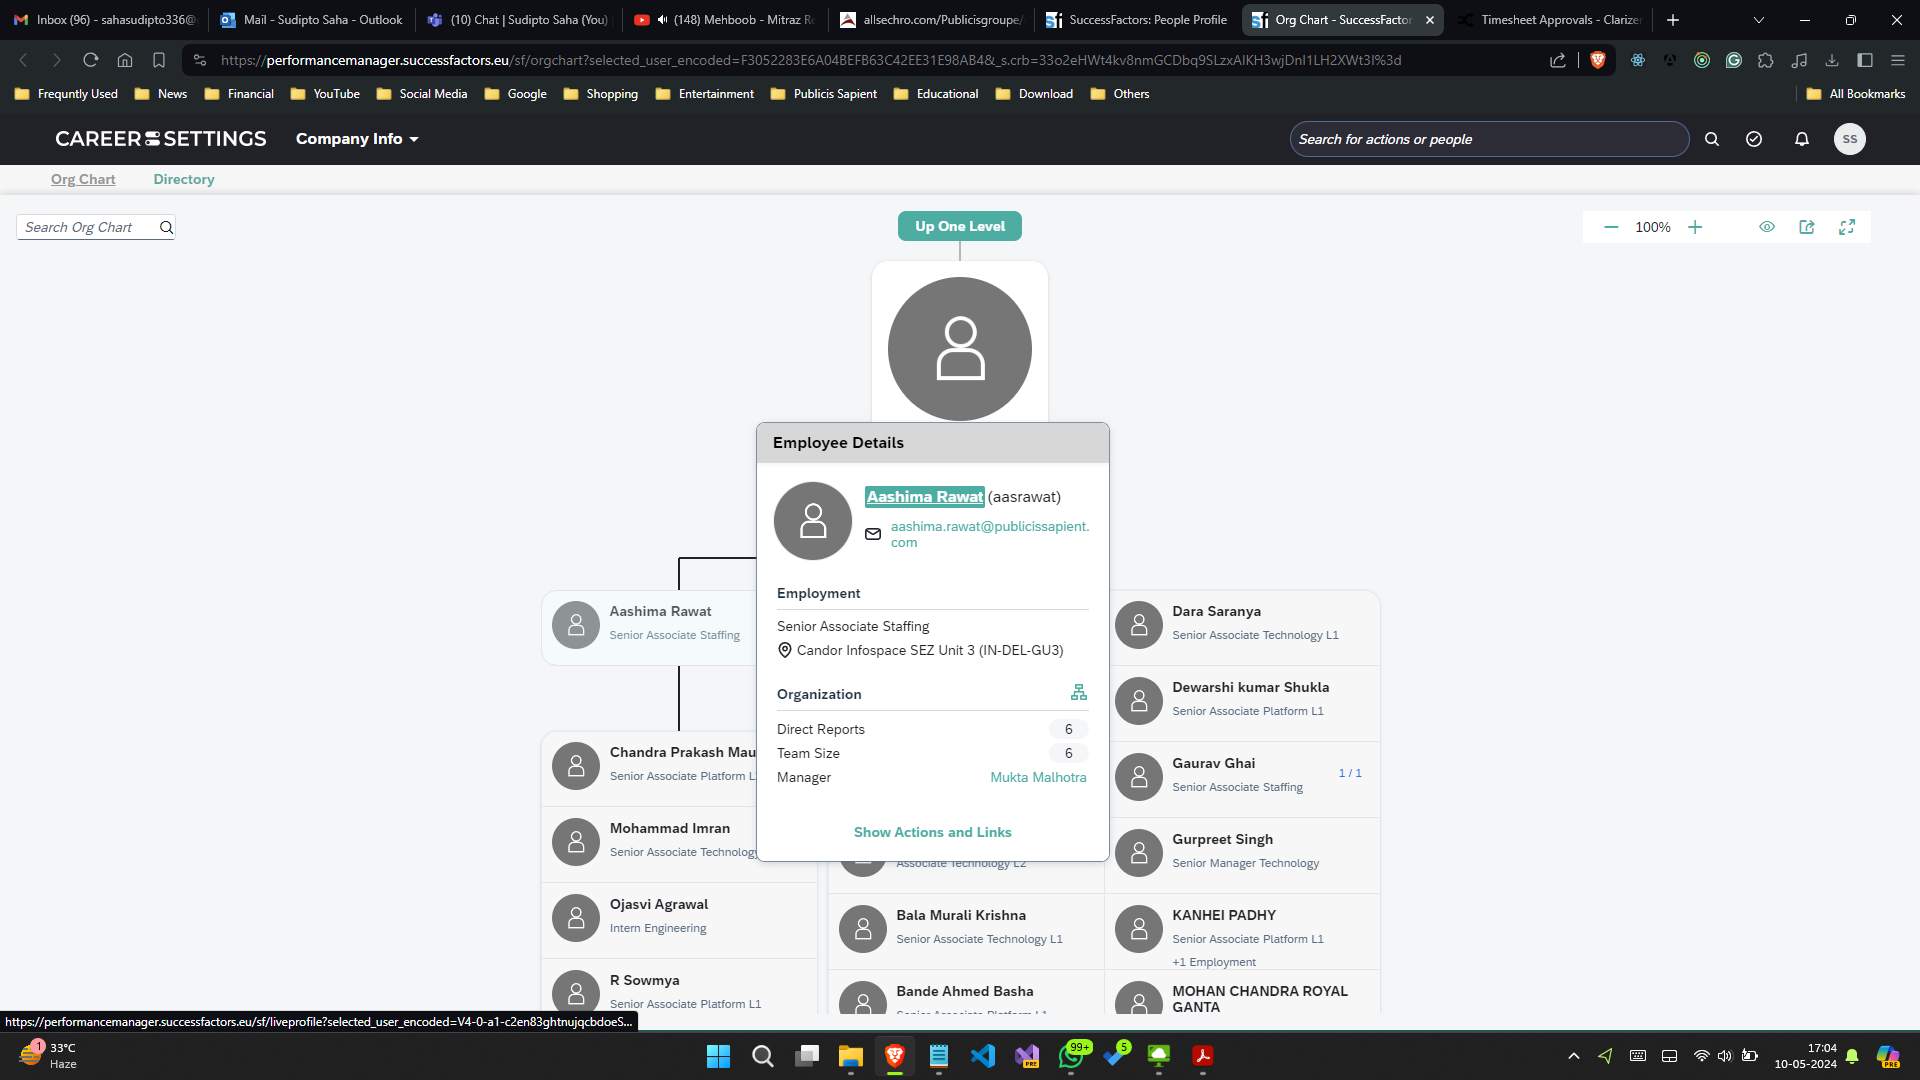 Inbox (96) - sahasudipto336@
Mail - Sudipto Saha - Outlook
(10) Chat | Sudipto Saha (You)
(148) Mehboob - Mitraz Re
allsechro.com/Publicisgroupe/
SuccessFactors: People Profile
Org Chart - SuccessFactor
Timesheet Approvals - Clarizen
https://performancemanager.successfactors.eu/sf/orgchart?selected_user_encoded=F3052283E6A04BEFB63C42EE31E98AB4&_s.crb=33o2eHWt4kv8nmGCDbq9SLzxAIKH3wjDnI1LH2XWt3I%3d
Frequntly Used
News
Financial
YouTube
Social Media
Google
Shopping
Entertainment
Publicis Sapient
Educational
Download
Others
All Bookmarks
CAREER SETTINGS
Company Info
Search for actions or people
SS
Org Chart
Directory
Search Org Chart
Up One Level
100%
Employee Details
Aashima Rawat (aasrawat)
aashima.rawat@publicissapient.
com
Employment
Senior Associate Staffing
Candor Infospace SEZ Unit 3 (IN-DEL-GU3)
Organization
Direct Reports 6
Team Size 6
Manager Mukta Malhotra
Show Actions and Links
Aashima Rawat
Senior Associate Staffing
Chandra Prakash Mau
Senior Associate Platform L
Mohammad Imran
Senior Associate Technology
Ojasvi Agrawal
Intern Engineering
R Sowmya
Senior Associate Platform L1
Associate Technology L2
Bala Murali Krishna
Senior Associate Technology L1
Bande Ahmed Basha
Senior Associate Platform L1
Dara Saranya
Senior Associate Technology L1
Dewarshi kumar Shukla
Senior Associate Platform L1
Gaurav Ghai
Senior Associate Staffing
1 / 1
Gurpreet Singh
Senior Manager Technology
KANHEI PADHY
Senior Associate Platform L1
+1 Employment
MOHAN CHANDRA ROYAL
GANTA
https://performancemanager.successfactors.eu/sf/liveprofile?selected_user_encoded=V4-0-a1-c2en83ghtnujqcbdoeS...
1
33°C
Haze
PRE
99+
5
17:04
10-05-2024
PRE